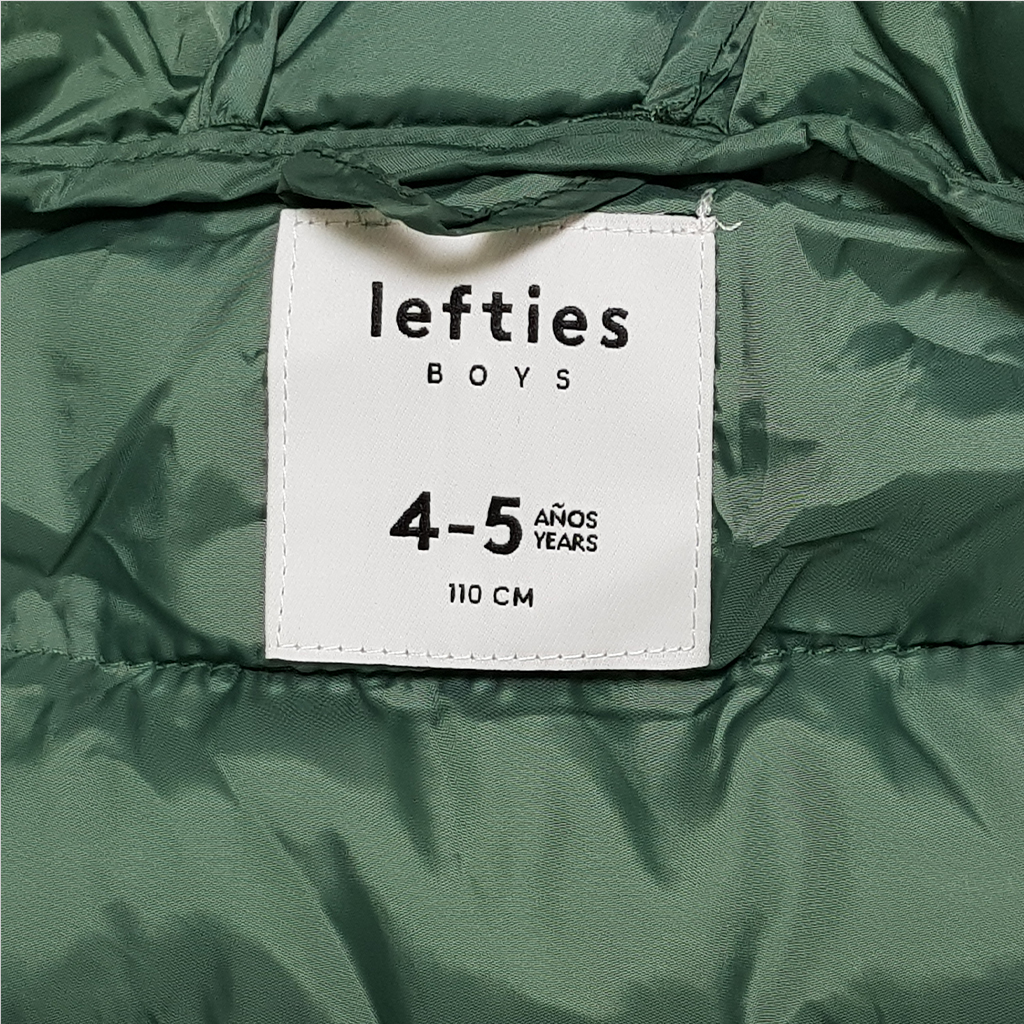 lefties
BOYS
4-5 AÑOS
YEARS
110 CM